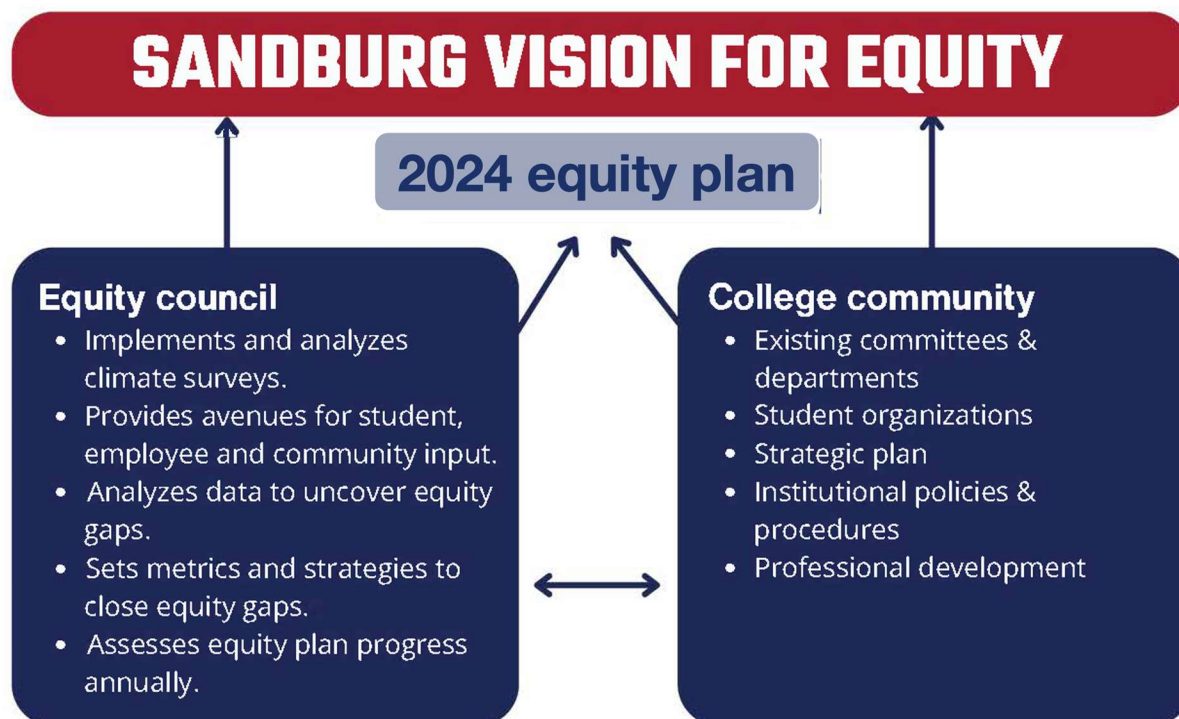 SANDBURG VISION FOR EQUITY
2024 equity plan
Equity council
• Implements and analyzes
climate surveys.
• Provides avenues for student,
employee and community input.
• Analyzes data to uncover equity
gaps.
• Sets metrics and strategies to
close equity gaps.
• Assesses equity plan progress
annually.
College community
• Existing committees &
departments
• Student organizations
• Strategic plan
• Institutional policies &
procedures
• Professional development